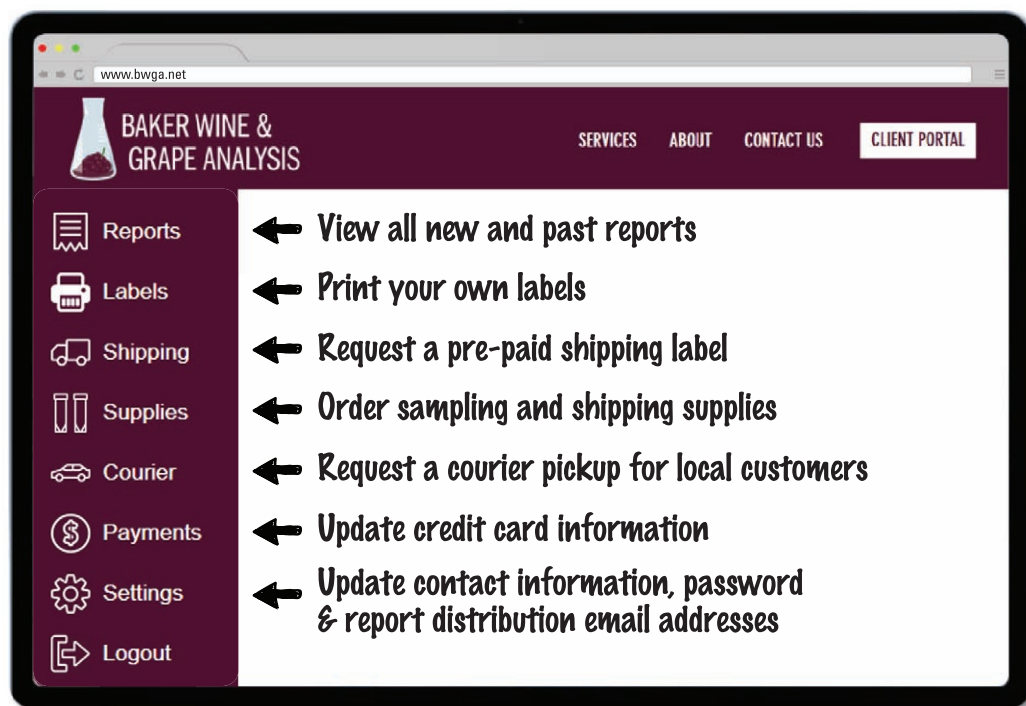 www.bwga.net
BAKER WINE &
GRAPE ANALYSIS
SERVICES ABOUT CONTACT US CLIENT PORTAL
Reports View all new and past reports
Labels Print your own labels
Shipping Request a pre-paid shipping label
Supplies Order sampling and shipping supplies
Courier Request a courier pickup for local customers
Payments Update credit card information
Settings Update contact information, password
& report distribution email addresses
Logout